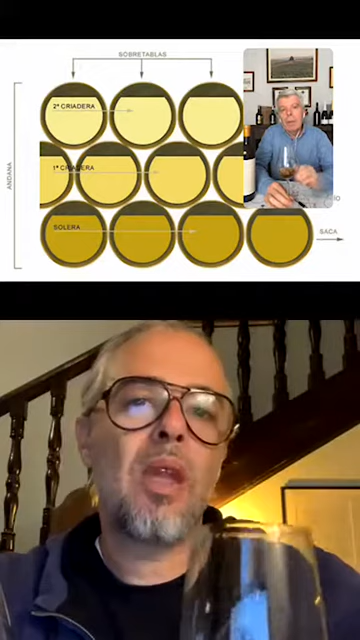 SOBRETABLAS
2ª CRIADERA
1ª CRIADERA
ANDANA
SOLERA
SACA